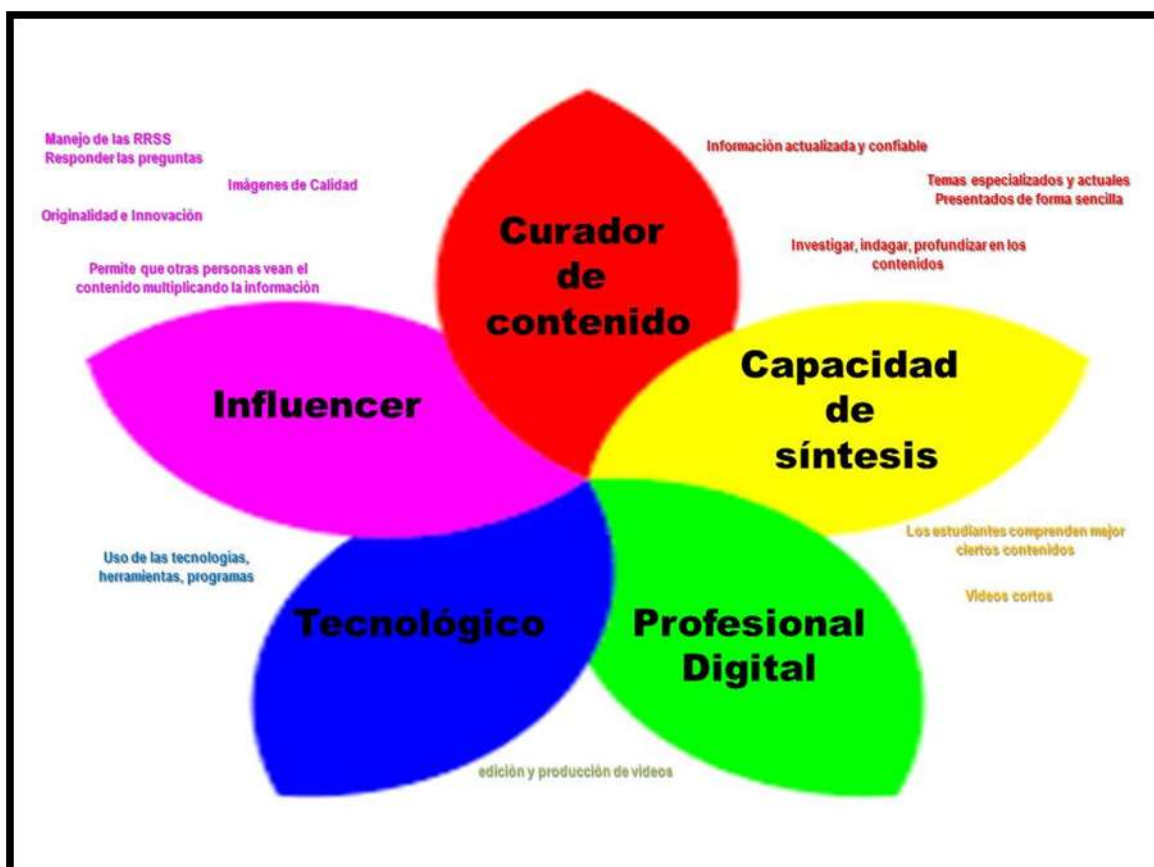 Manejo de las RRSS
Responder las preguntas
Imágenes de Calidad
Originalidad e Innovación
Permite que otras personas vean el
contenido multiplicando la información
Información actualizada y confiable
Temas especializados y actuales
Presentados de forma sencilla
Investigar, indagar, profundizar en los
contenidos
Curador
de
contenido
Influencer
Capacidad
de
síntesis
Los estudiantes comprenden mejor
ciertos contenidos
Videos cortos
Uso de las tecnologías,
herramientas, programas
Tecnológico
Profesional
Digital
edición y producción de videos